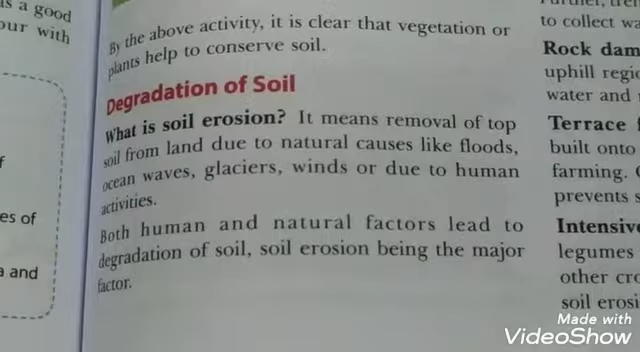 is a good
our with
es of
a and
By the above activity, it is clear that vegetation or
plants help to conserve soil.
Degradation of Soil
What is soil erosion? It means removal of top
soil from land due to natural causes like floods,
ocean waves, glaciers, winds or due to human
activities.
Both human and natural factors lead to
degradation of soil, soil erosion being the major
factor.
to collect wa
Rock dam
uphill regio
water and
Terrace
built onto
farming.
prevents s
Intensive
legumes
other cro
soil erosi
Made with
VideoShow